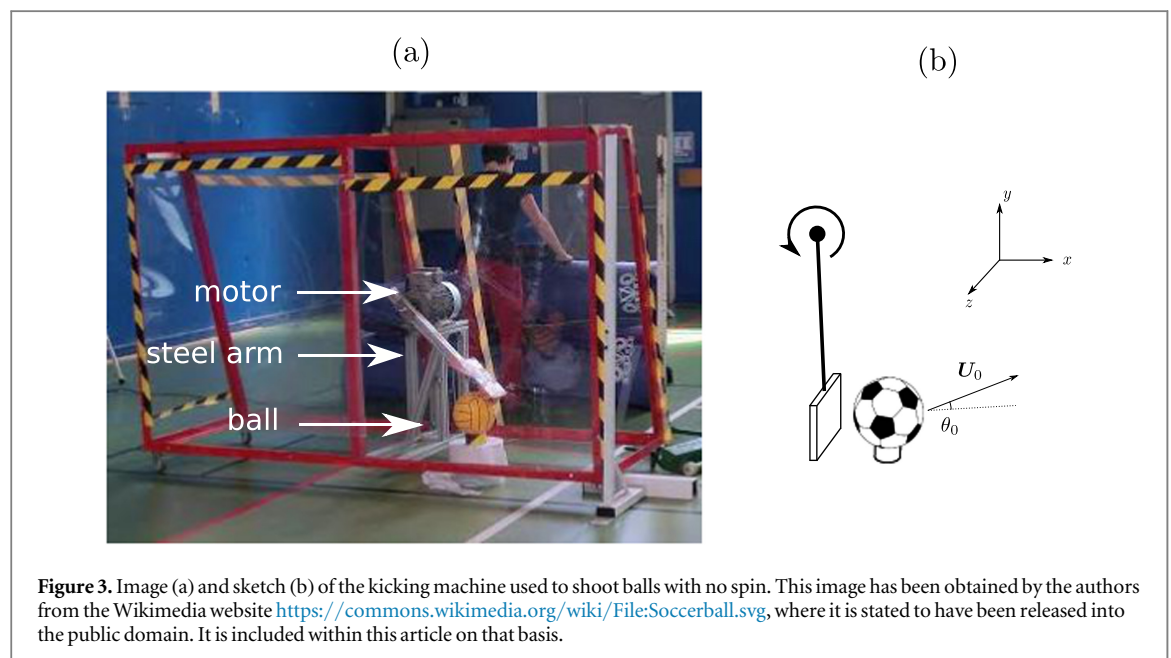 (a)
(b)
motor
steel arm
ball
y
x
z
U₀
θ₀
Figure 3. Image (a) and sketch (b) of the kicking machine used to shoot balls with no spin. This image has been obtained by the authors
from the Wikimedia website https://commons.wikimedia.org/wiki/File:Soccerball.svg, where it is stated to have been released into
the public domain. It is included within this article on that basis.